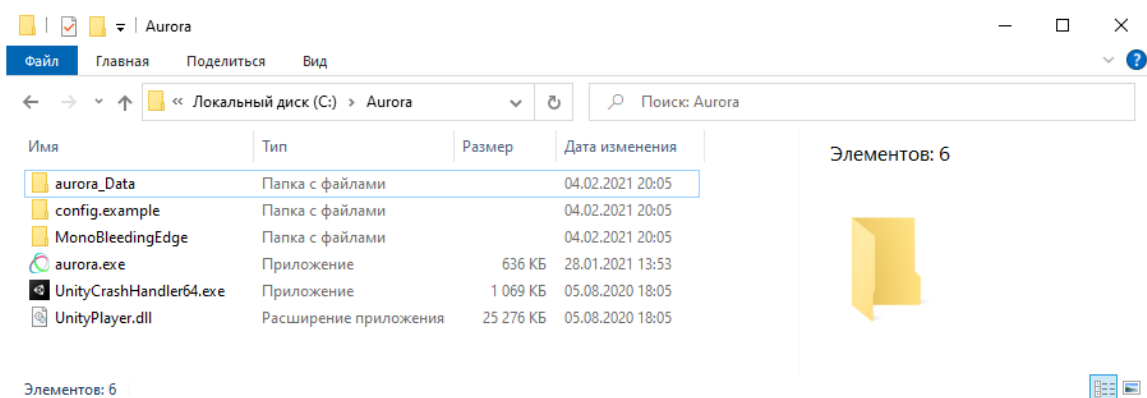 Aurora
Файл Главная Поделиться Вид
« Локальный диск (C:) › Aurora Поиск: Aurora
Имя Тип Размер Дата изменения
Элементов: 6
aurora_Data Папка с файлами 04.02.2021 20:05
config.example Папка с файлами 04.02.2021 20:05
MonoBleedingEdge Папка с файлами 04.02.2021 20:05
aurora.exe Приложение 636 КБ 28.01.2021 13:53
UnityCrashHandler64.exe Приложение 1 069 КБ 05.08.2020 18:05
UnityPlayer.dll Расширение приложения 25 276 КБ 05.08.2020 18:05
Элементов: 6